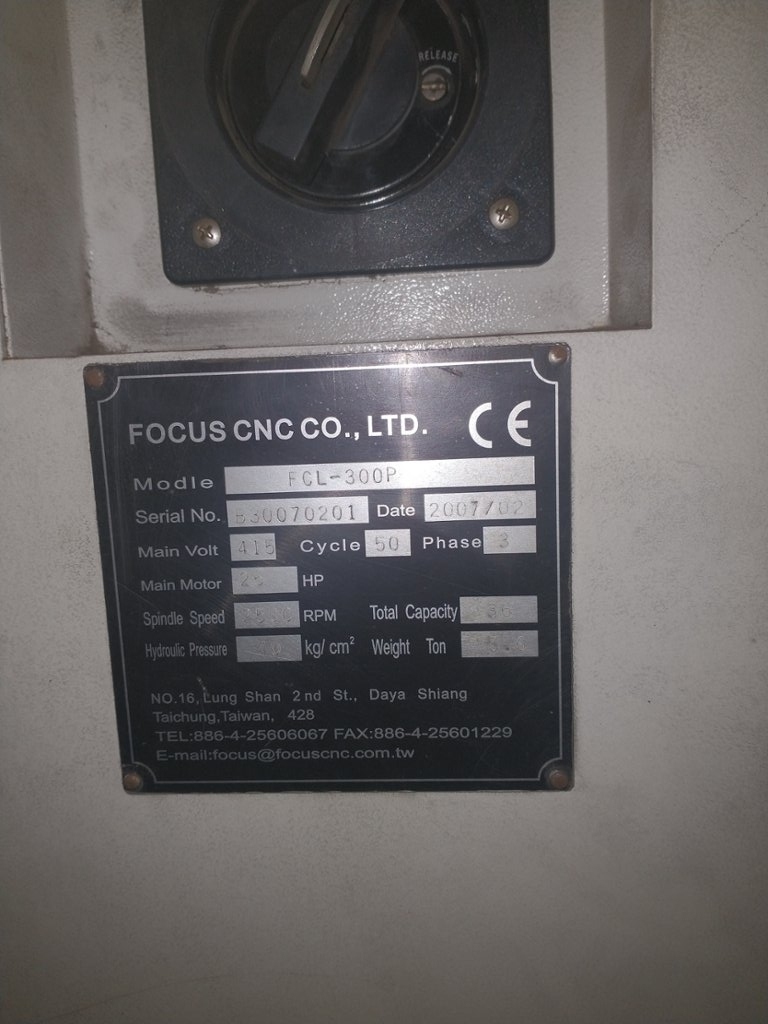 RELEASE
FOCUS CNC CO., LTD. CE
Modle FCL-300P
Serial No. B30070201 Date 2007/02
Main Volt 415 Cycle 50 Phase 3
Main Motor HP
Spindle Speed RPM Total Capacity 36
Hydroulic Pressure kg/cm² Weight Ton
NO.16, Lung Shan 2nd St., Daya Shiang
Taichung,Taiwan, 428
TEL:886-4-25606067 FAX:886-4-25601229
E-mail:focus@focuscnc.com.tw